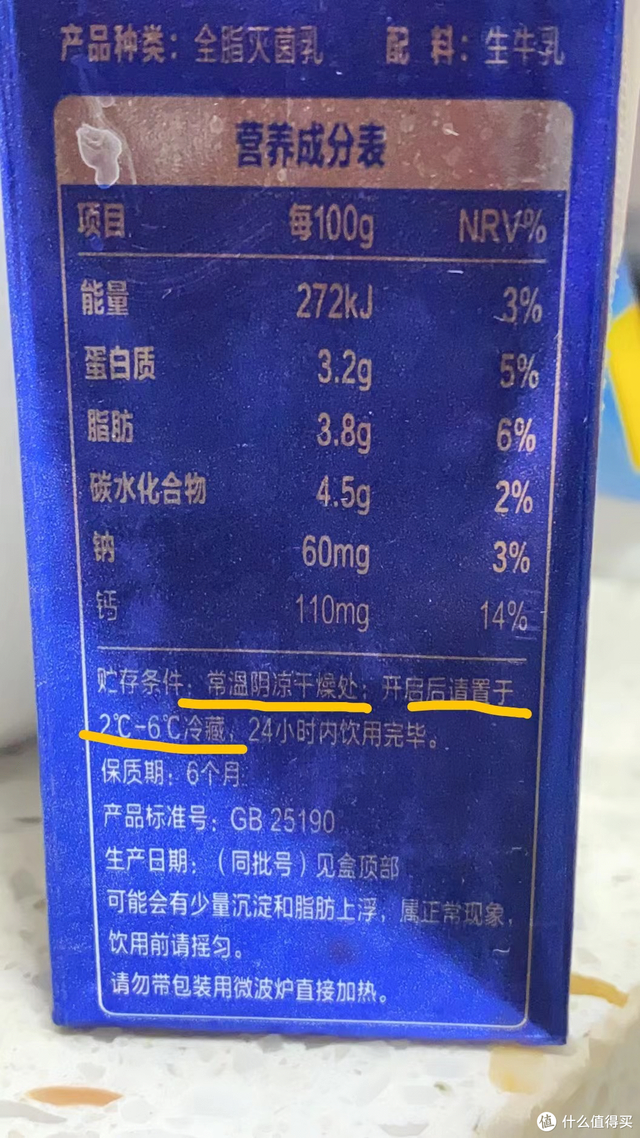 产品种类：全脂灭菌乳 配 料：生牛乳
营养成分表
项目 每100g NRV%
能量 272kJ 3%
蛋白质 3.2g 5%
脂肪 3.8g 6%
碳水化合物 4.5g 2%
钠 60mg 3%
钙 110mg 14%
贮存条件：常温阴凉干燥处；开启后请置于
2℃-6℃冷藏，24小时内饮用完毕。
保质期：6个月
产品标准号：GB 25190
生产日期：（同批号）见盒顶部
可能会有少量沉淀和脂肪上浮，属正常现象，
饮用前请摇匀。
请勿带包装用微波炉直接加热。
值 什么值得买